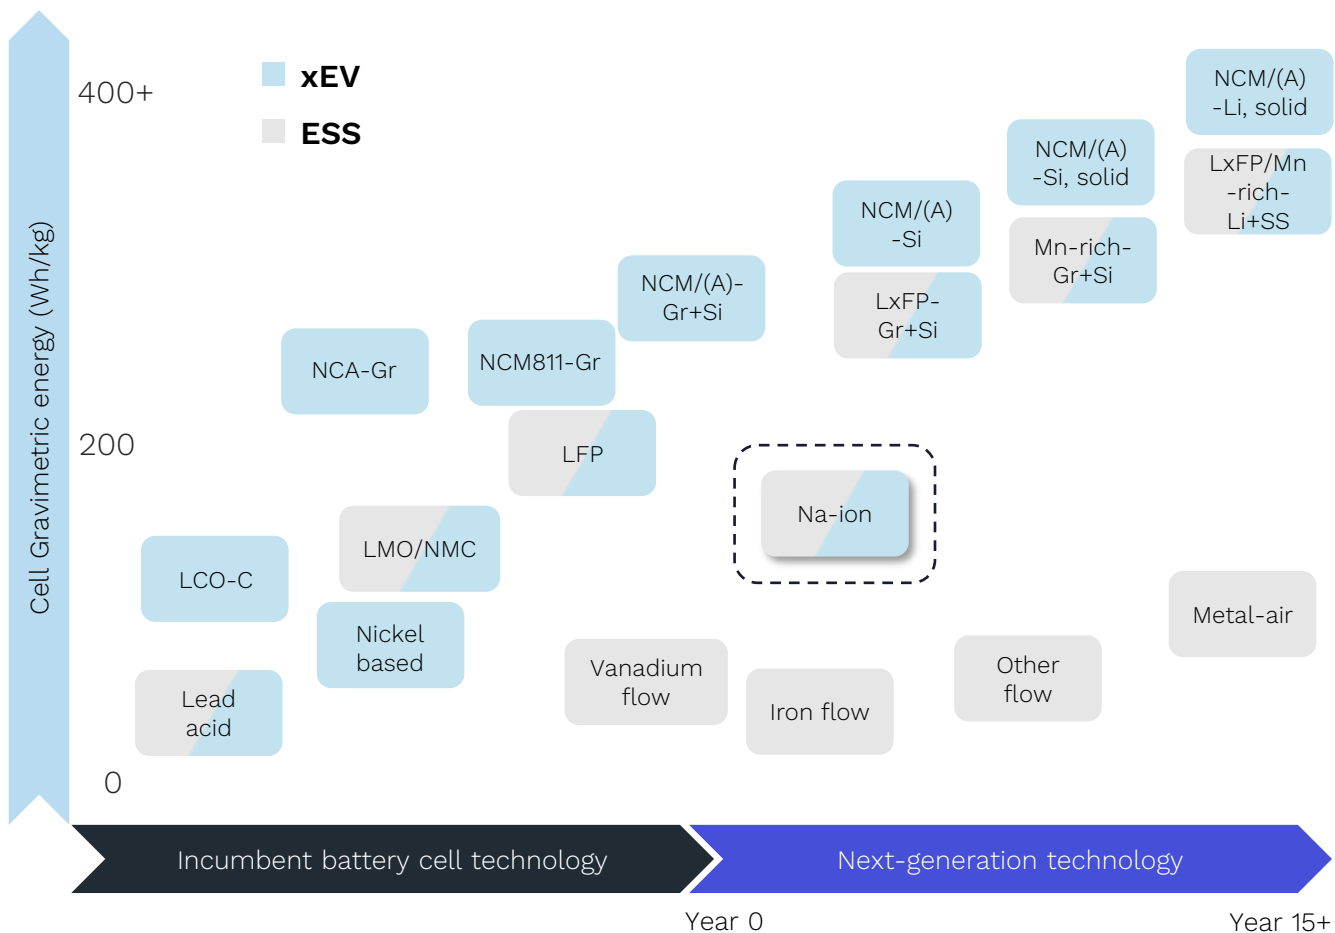 Cell Gravimetric energy (Wh/kg)
400+
200
0
xEV
ESS
NCM/(A)
-Li, solid
LxFP/Mn
-rich-
Li+SS
NCM/(A)
-Si, solid
Mn-rich-
Gr+Si
NCM/(A)
-Si
LxFP-
Gr+Si
NCM/(A)-
Gr+Si
NCM811-Gr
NCA-Gr
LFP
Na-ion
LMO/NMC
LCO-C
Nickel
based
Lead
acid
Vanadium
flow
Iron flow
Other
flow
Metal-air
Incumbent battery cell technology
Next-generation technology
Year 0
Year 15+